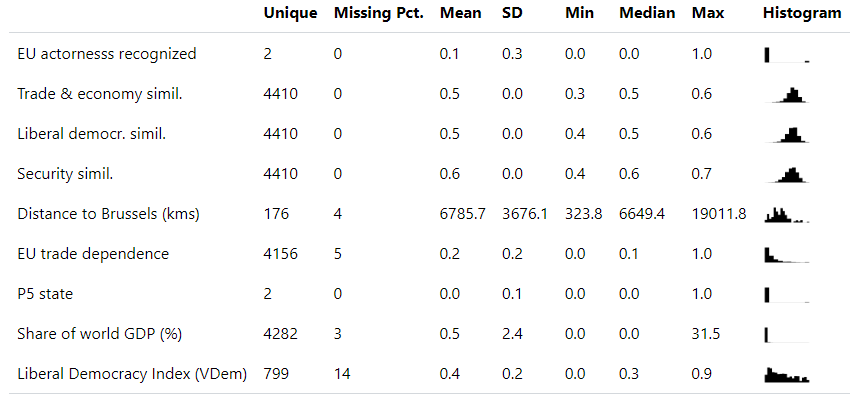 Unique Missing Pct. Mean SD Min Median Max Histogram
EU actornesss recognized 2 0 0.1 0.3 0.0 0.0 1.0
Trade & economy simil. 4410 0 0.5 0.0 0.3 0.5 0.6
Liberal democr. simil. 4410 0 0.5 0.0 0.4 0.5 0.6
Security simil. 4410 0 0.6 0.0 0.4 0.6 0.7
Distance to Brussels (kms) 176 4 6785.7 3676.1 323.8 6649.4 19011.8
EU trade dependence 4156 5 0.2 0.2 0.0 0.1 1.0
P5 state 2 0 0.0 0.1 0.0 0.0 1.0
Share of world GDP (%) 4282 3 0.5 2.4 0.0 0.0 31.5
Liberal Democracy Index (VDem) 799 14 0.4 0.2 0.0 0.3 0.9